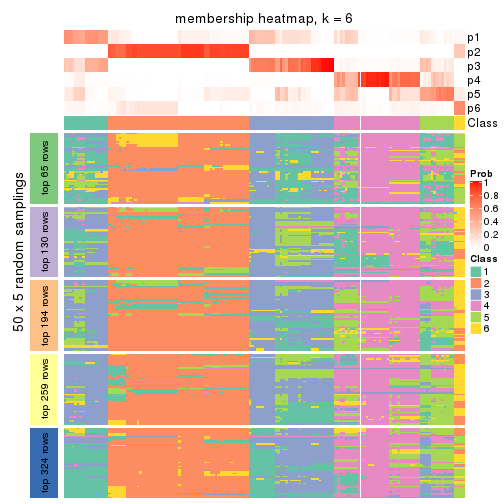 membership heatmap, k = 6
p1
p2
p3
p4
p5
p6
Class
50 x 5 random samplings
top 65 rows
top 130 rows
top 194 rows
top 259 rows
top 324 rows
Prob
1
0.8
0.6
0.4
0.2
0
Class
1
2
3
4
5
6